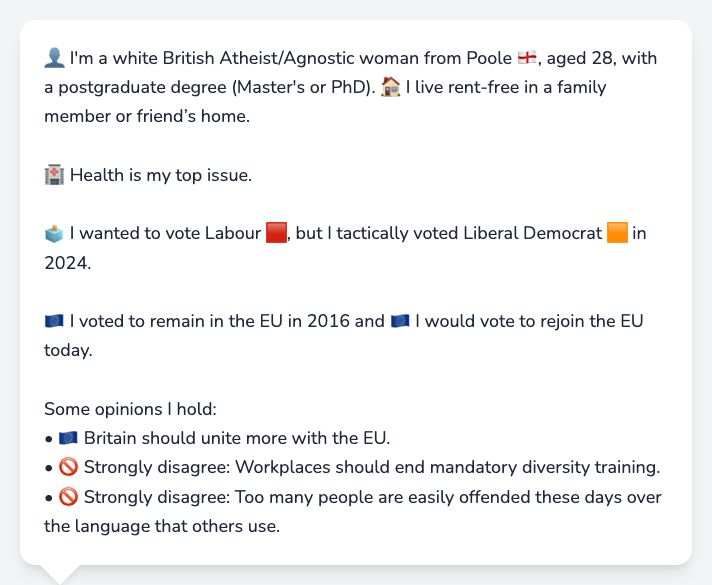 👤 I'm a white British Atheist/Agnostic woman from Poole 🏴󠁧󠁢󠁥󠁮󠁧󠁿, aged 28, with
a postgraduate degree (Master's or PhD). 🏠 I live rent-free in a family
member or friend’s home.
🏥 Health is my top issue.
🗳️ I wanted to vote Labour 🟥, but I tactically voted Liberal Democrat 🟧 in
2024.
🇪🇺 I voted to remain in the EU in 2016 and 🇪🇺 I would vote to rejoin the EU
today.
Some opinions I hold:
• 🇪🇺 Britain should unite more with the EU.
• 🚫 Strongly disagree: Workplaces should end mandatory diversity training.
• 🚫 Strongly disagree: Too many people are easily offended these days over
the language that others use.